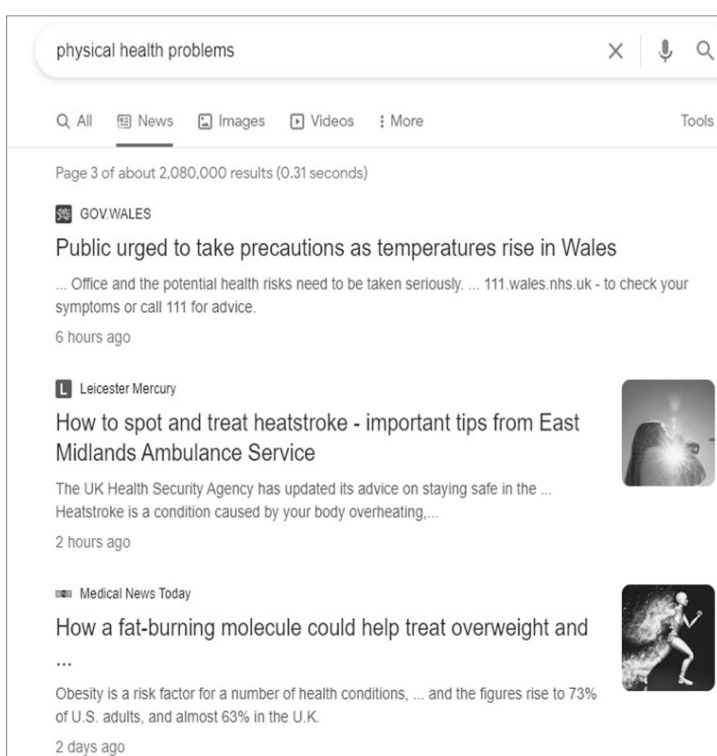 physical health problems
All News Images Videos More Tools
Page 3 of about 2,080,000 results (0.31 seconds)
GOV.WALES
Public urged to take precautions as temperatures rise in Wales
... Office and the potential health risks need to be taken seriously. ... 111.wales.nhs.uk - to check your
symptoms or call 111 for advice.
6 hours ago
L Leicester Mercury
How to spot and treat heatstroke - important tips from East
Midlands Ambulance Service
The UK Health Security Agency has updated its advice on staying safe in the ...
Heatstroke is a condition caused by your body overheating,...
2 hours ago
Medical News Today
How a fat-burning molecule could help treat overweight and
...
Obesity is a risk factor for a number of health conditions, ... and the figures rise to 73%
of U.S. adults, and almost 63% in the U.K.
2 days ago